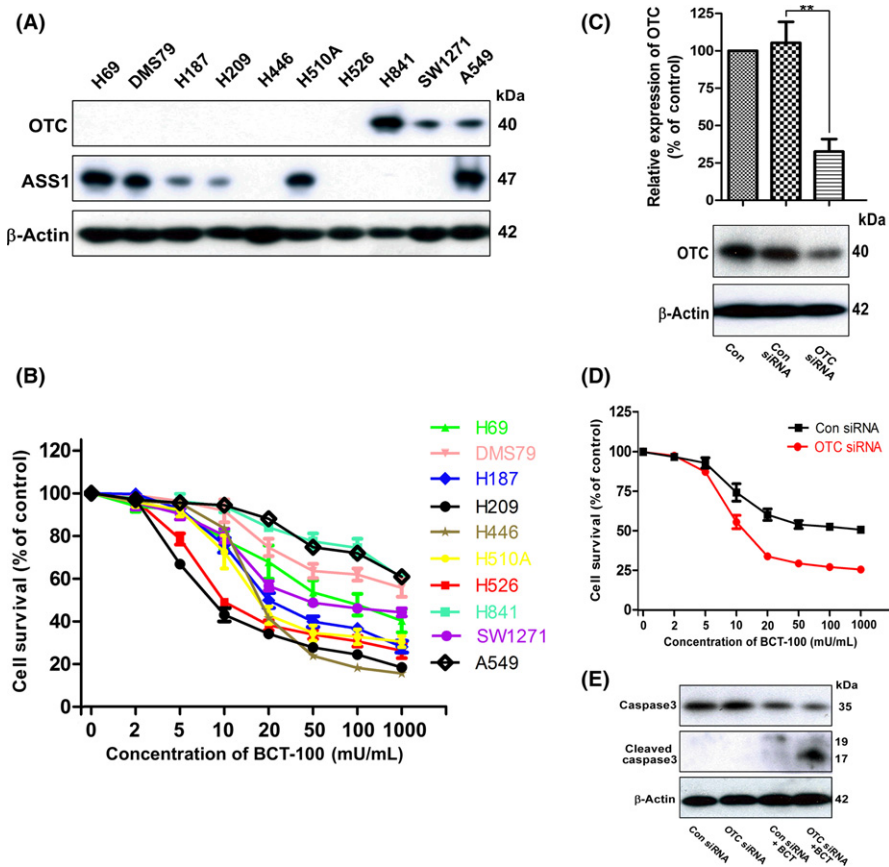 (A)
H69 DMS79 H187 H209 H446 H510A H526 H841 SW1271 A549
kDa
OTC 40
ASS1 47
β-Actin 42
(B)
Cell survival (% of control)
120
100
80
60
40
20
0
0 2 5 10 20 50 100 1000
Concentration of BCT-100 (mU/mL)
H69
DMS79
H187
H209
H446
H510A
H526
H841
SW1271
A549
(C)
Relative expression of OTC
(% of control)
**
125
100
75
50
25
0
kDa
OTC 40
β-Actin 42
Con
Con siRNA
OTC siRNA
(D)
Cell survival (% of control)
125
100
75
50
25
0
Con siRNA
OTC siRNA
0 2 5 10 20 50 100 1000
Concentration of BCT-100 (mU/mL)
(E)
kDa
Caspase3 35
Cleaved
caspase3
19
17
β-Actin 42
Con siRNA
OTC siRNA
Con siRNA
+BCT
OTC siRNA
+BCT